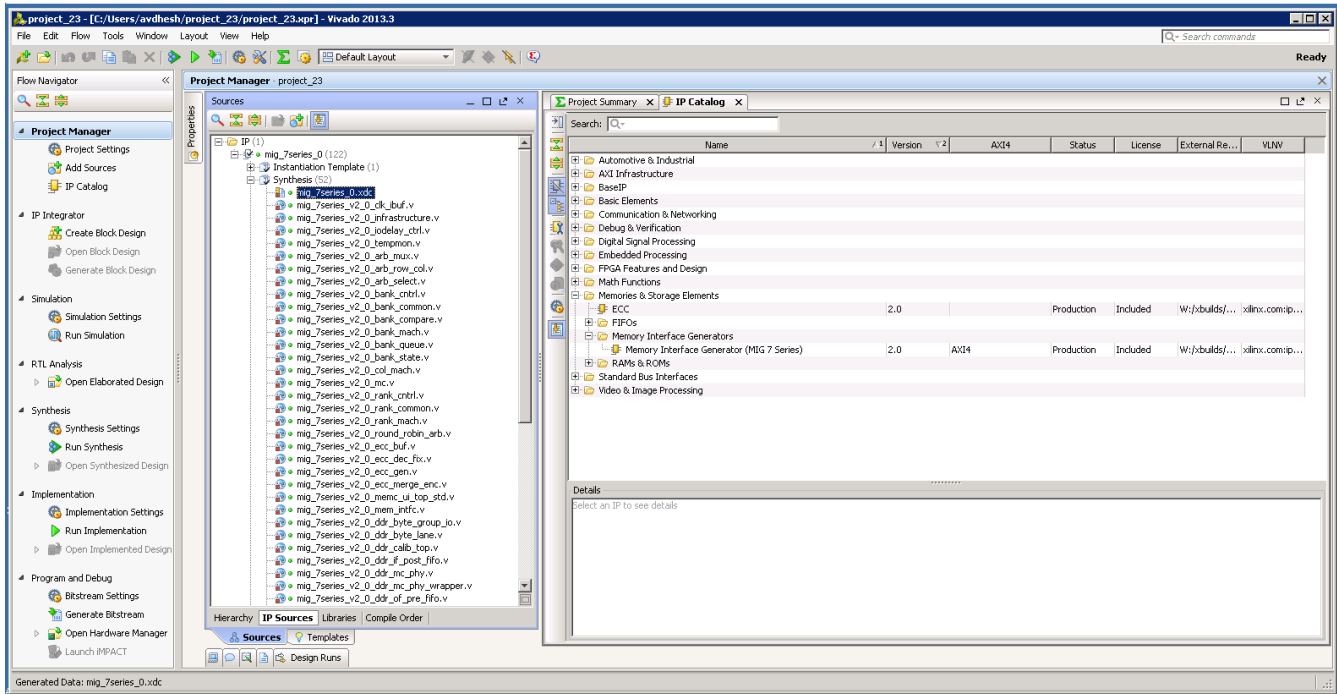 project_23 - [C:/Users/avdhesh/project_23/project_23.xpr] - Vivado 2013.3
File Edit Flow Tools Window Layout View Help
Search commands
Default Layout
Ready
Flow Navigator
Project Manager
Project Settings
Add Sources
IP Catalog
IP Integrator
Create Block Design
Open Block Design
Generate Block Design
Simulation
Simulation Settings
Run Simulation
RTL Analysis
Open Elaborated Design
Synthesis
Synthesis Settings
Run Synthesis
Open Synthesized Design
Implementation
Implementation Settings
Run Implementation
Open Implemented Design
Program and Debug
Bitstream Settings
Generate Bitstream
Open Hardware Manager
Launch iMPACT
Project Manager - project_23
Properties
Sources
IP (1)
mig_7series_0 (122)
Instantiation Template (1)
Synthesis (52)
mig_7series_0.xdc
mig_7series_v2_0_clk_ibuf.v
mig_7series_v2_0_infrastructure.v
mig_7series_v2_0_iodelay_ctrl.v
mig_7series_v2_0_tempmon.v
mig_7series_v2_0_arb_mux.v
mig_7series_v2_0_arb_row_col.v
mig_7series_v2_0_arb_select.v
mig_7series_v2_0_bank_cntrl.v
mig_7series_v2_0_bank_common.v
mig_7series_v2_0_bank_compare.v
mig_7series_v2_0_bank_mach.v
mig_7series_v2_0_bank_queue.v
mig_7series_v2_0_bank_state.v
mig_7series_v2_0_col_mach.v
mig_7series_v2_0_mc.v
mig_7series_v2_0_rank_cntrl.v
mig_7series_v2_0_rank_common.v
mig_7series_v2_0_rank_mach.v
mig_7series_v2_0_round_robin_arb.v
mig_7series_v2_0_ecc_buf.v
mig_7series_v2_0_ecc_dec_fix.v
mig_7series_v2_0_ecc_gen.v
mig_7series_v2_0_ecc_merge_enc.v
mig_7series_v2_0_memc_ui_top_std.v
mig_7series_v2_0_mem_intfc.v
mig_7series_v2_0_ddr_byte_group_io.v
mig_7series_v2_0_ddr_byte_lane.v
mig_7series_v2_0_ddr_calib_top.v
mig_7series_v2_0_ddr_if_post_fifo.v
mig_7series_v2_0_ddr_mc_phy.v
mig_7series_v2_0_ddr_mc_phy_wrapper.v
mig_7series_v2_0_ddr_of_pre_fifo.v
Hierarchy IP Sources Libraries Compile Order
Sources Templates
Design Runs
Project Summary IP Catalog
Search:
Name 1 Version 2 AXI4 Status License External Re... VLNV
Automotive & Industrial
AXI Infrastructure
BaseIP
Basic Elements
Communication & Networking
Debug & Verification
Digital Signal Processing
Embedded Processing
FPGA Features and Design
Math Functions
Memories & Storage Elements
ECC 2.0 Production Included W:/xbuilds/... xilinx.com:ip...
FIFOs
Memory Interface Generators
Memory Interface Generator (MIG 7 Series) 2.0 AXI4 Production Included W:/xbuilds/... xilinx.com:ip...
RAMs & ROMs
Standard Bus Interfaces
Video & Image Processing
Details
Select an IP to see details
Generated Data: mig_7series_0.xdc